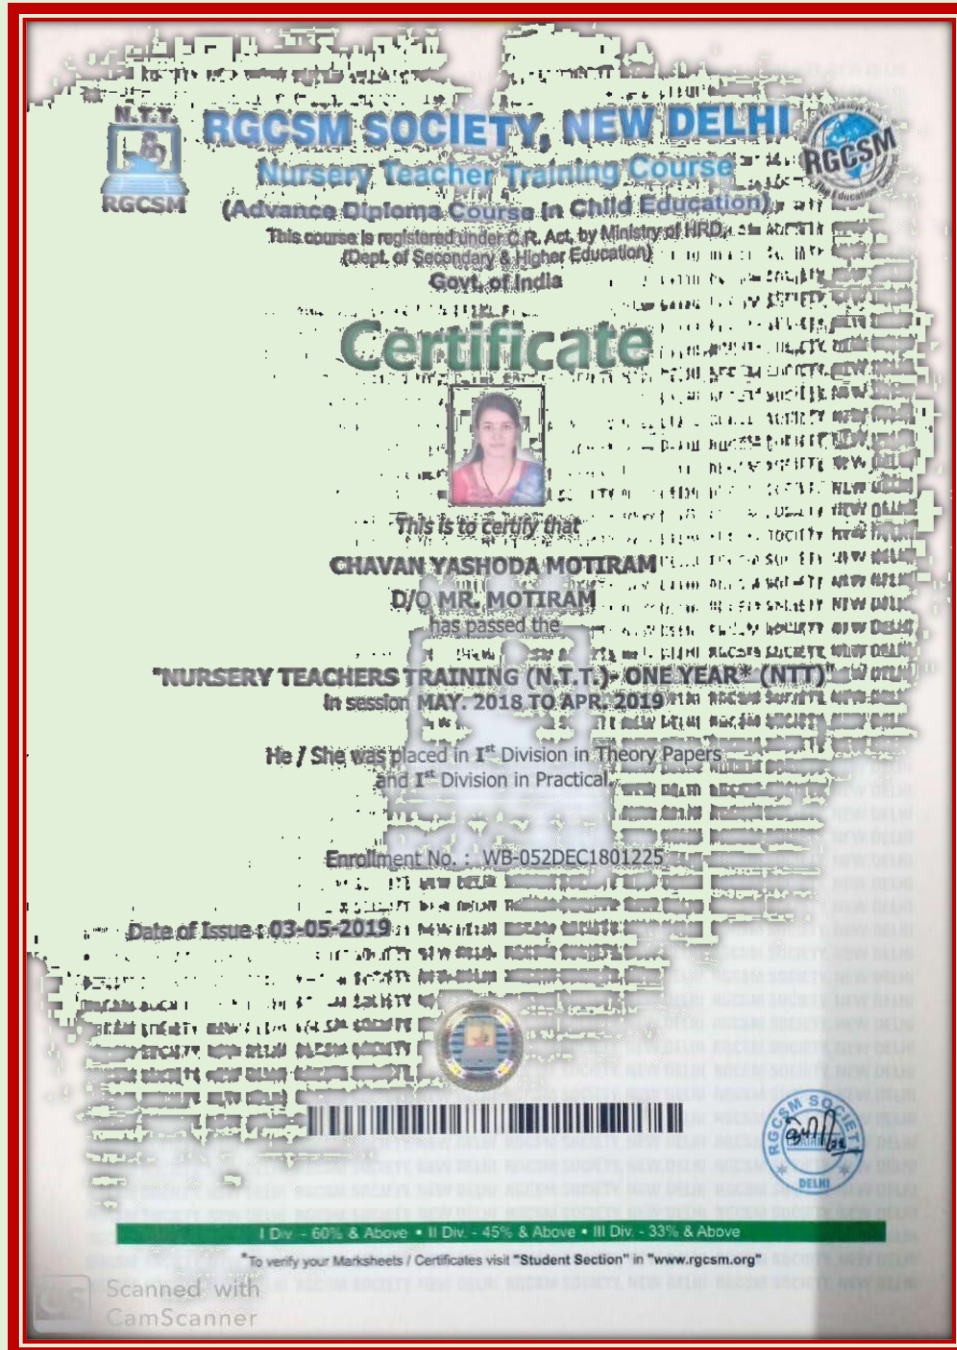 N.T.T.
RGCSM
RGCSM SOCIETY, NEW DELHI
RGCSM
Nursery Teacher Training Course
(Advance Diploma Course in Child Education)
This course is registered under C.R. Act. by Ministry of HRD,
(Dept. of Secondary & Higher Education)
Govt. of India
Certificate
This is to certify that
CHAVAN YASHODA MOTIRAM
D/O MR. MOTIRAM
has passed the
"NURSERY TEACHERS TRAINING (N.T.T.)- ONE YEAR* (NTT)"
in session MAY. 2018 TO APR. 2019
He / She was placed in Ist Division in Theory Papers
and Ist Division in Practical.
Enrollment No. : WB-052DEC1801225
Date of Issue : 03-05-2019
RGCSM SOCIETY
DELHI
I Div. - 60% & Above • II Div. - 45% & Above • III Div. - 33% & Above
*To verify your Marksheets / Certificates visit "Student Section" in "www.rgcsm.org"
CS
Scanned with
CamScanner